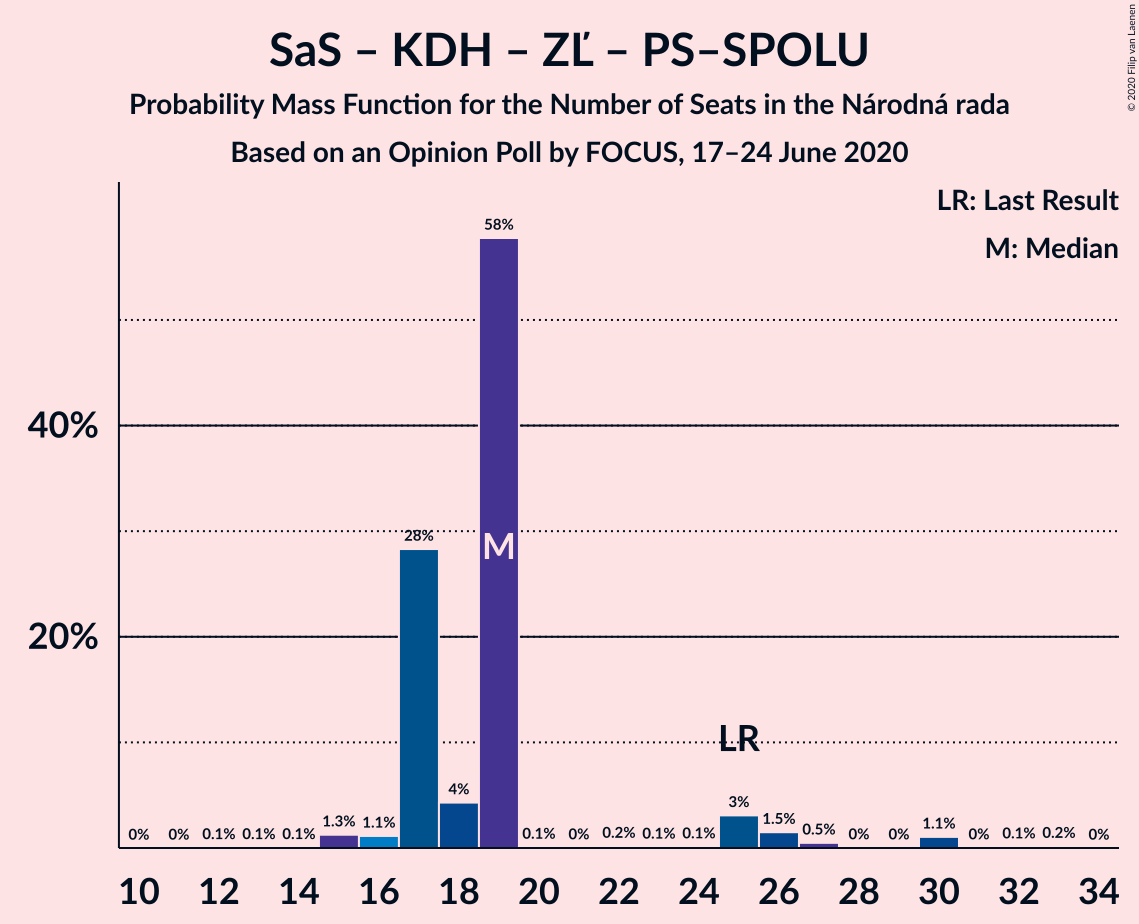 SaS – KDH – ZĽ – PS–SPOLU
Probability Mass Function for the Number of Seats in the Národná rada
Based on an Opinion Poll by FOCUS, 17–24 June 2020
© 2020 Filip van Laenen
LR: Last Result
M: Median
58%
40%
28%
M
20%
LR
0% 0% 0.1% 0.1% 0.1% 1.3% 1.1% 4% 0.1% 0% 0.2% 0.1% 0.1% 3% 1.5% 0.5% 0% 0% 1.1% 0% 0.1% 0.2% 0%
10 12 14 16 18 20 22 24 26 28 30 32 34